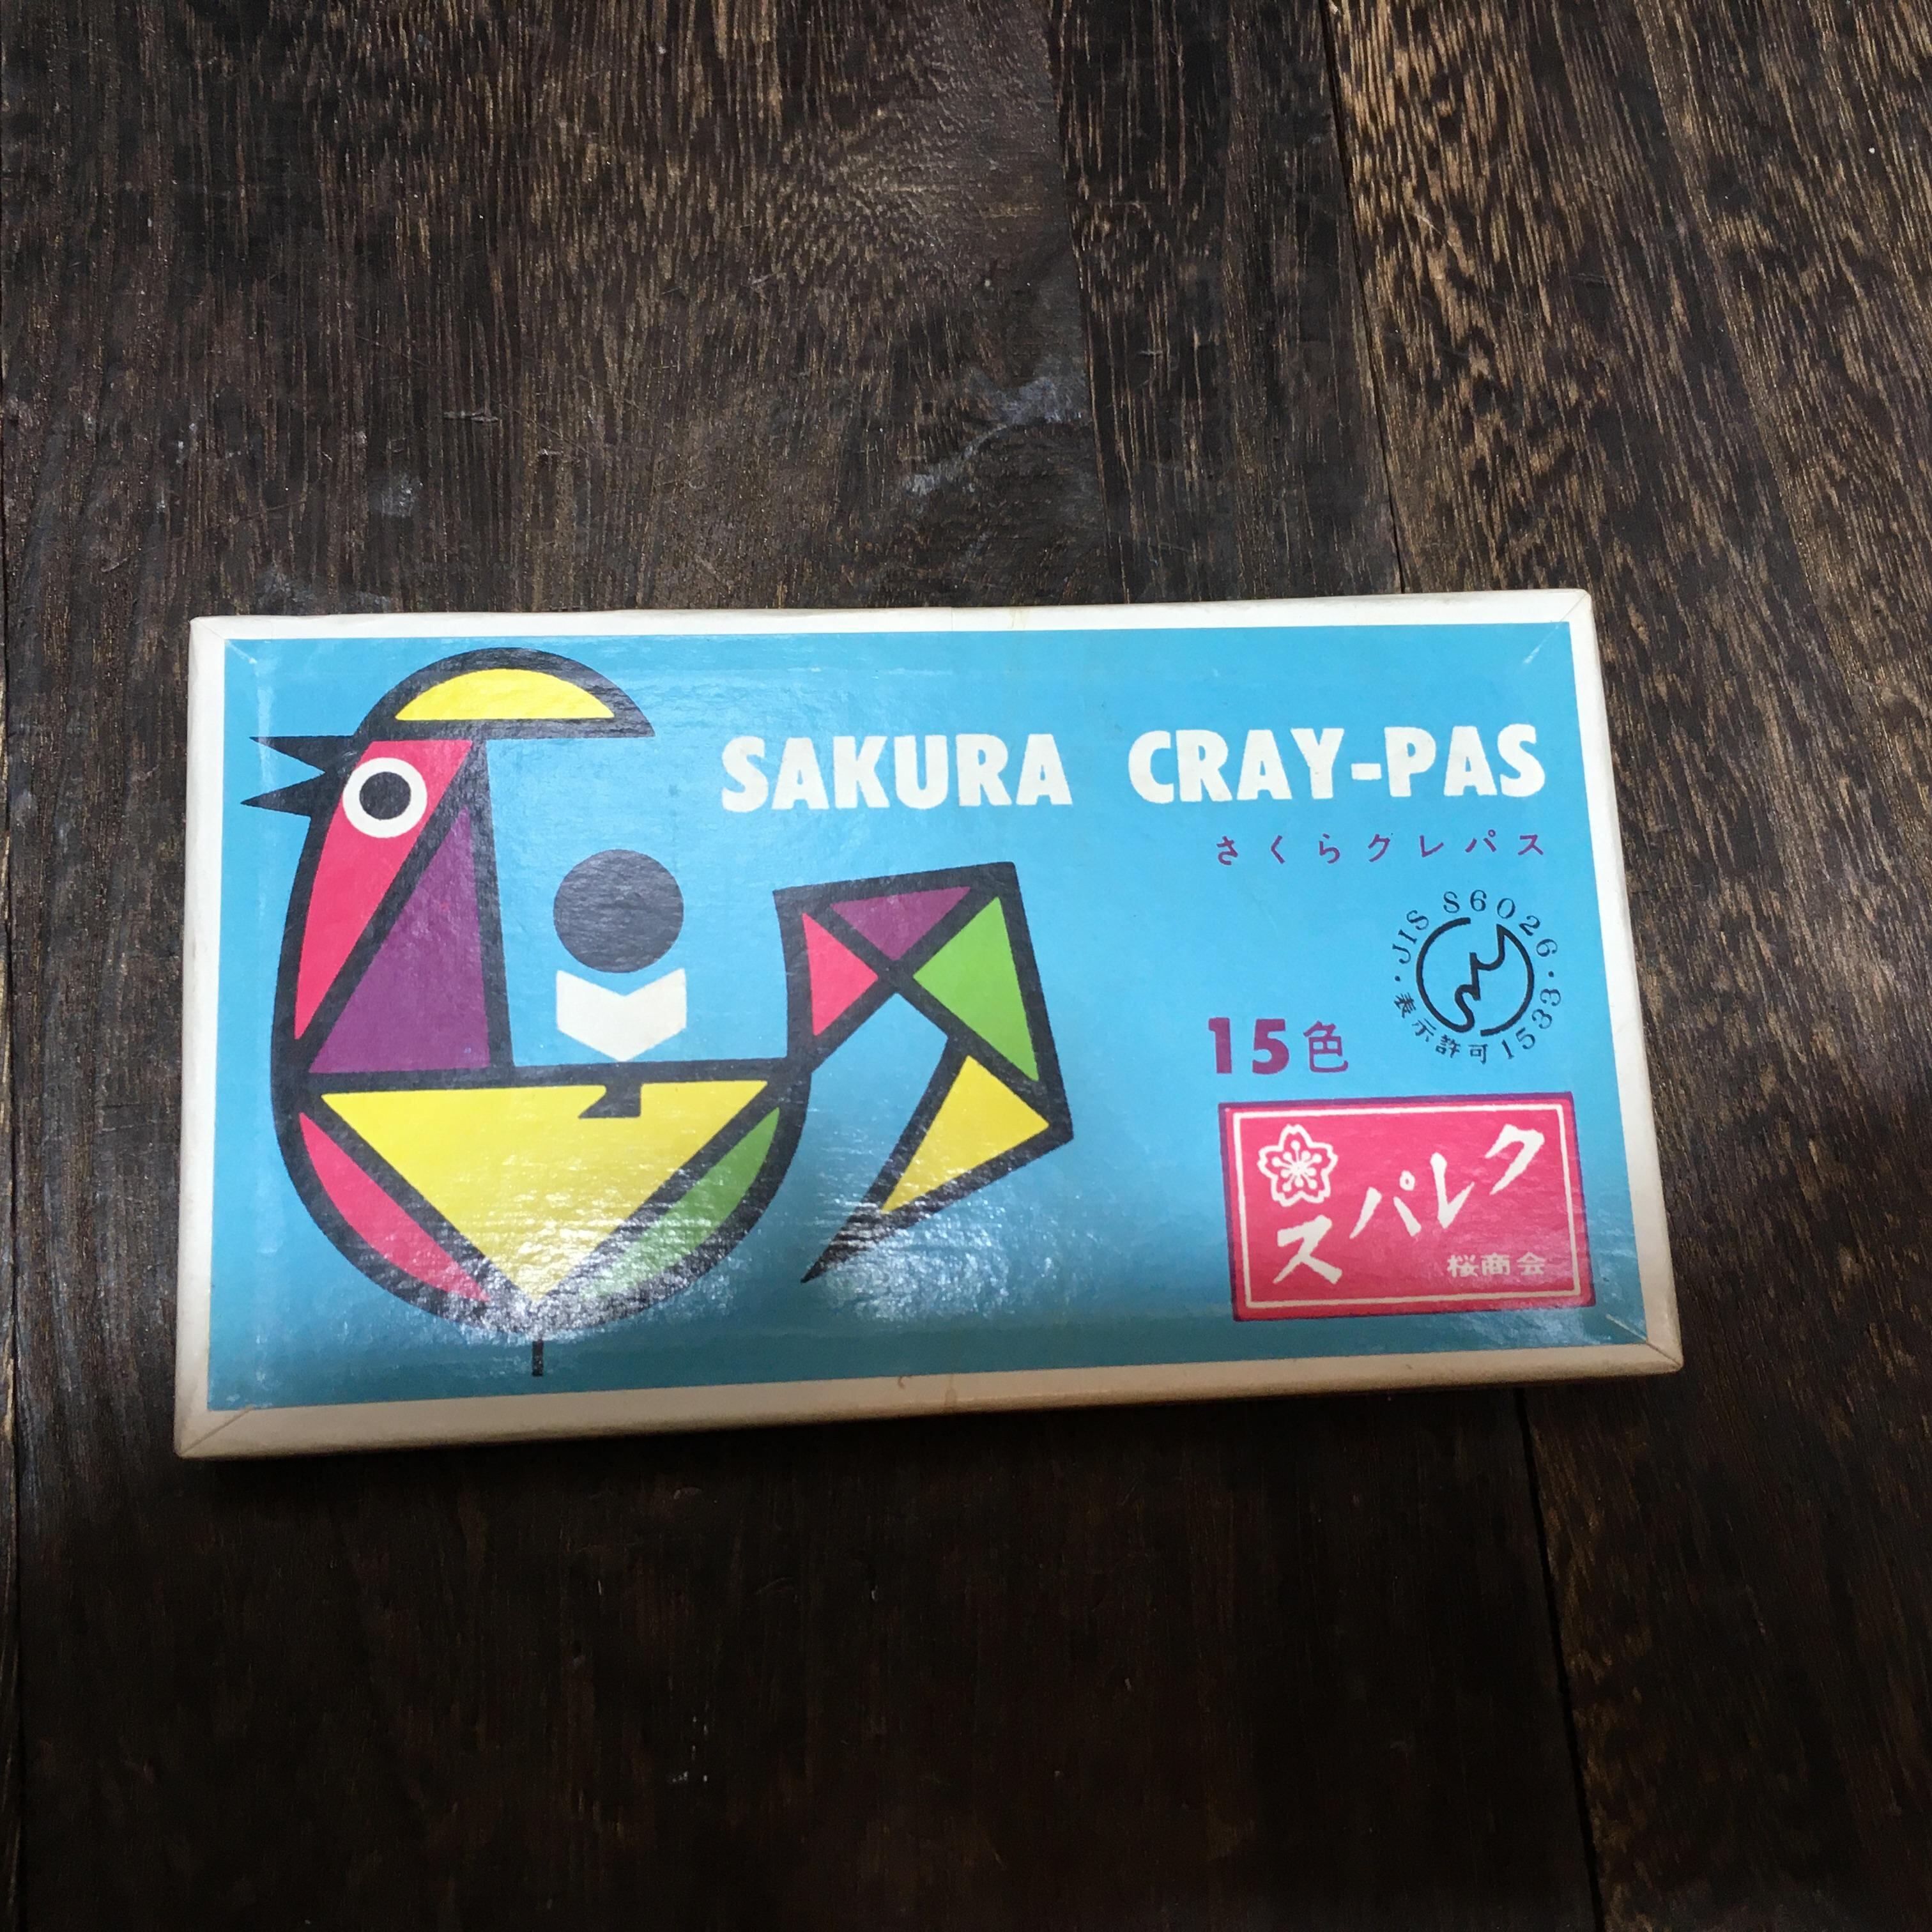 SAKURA CRAY-PAS
さくらクレパス
JIS S6026
表示許可1533
15色
クレパス
桜商会